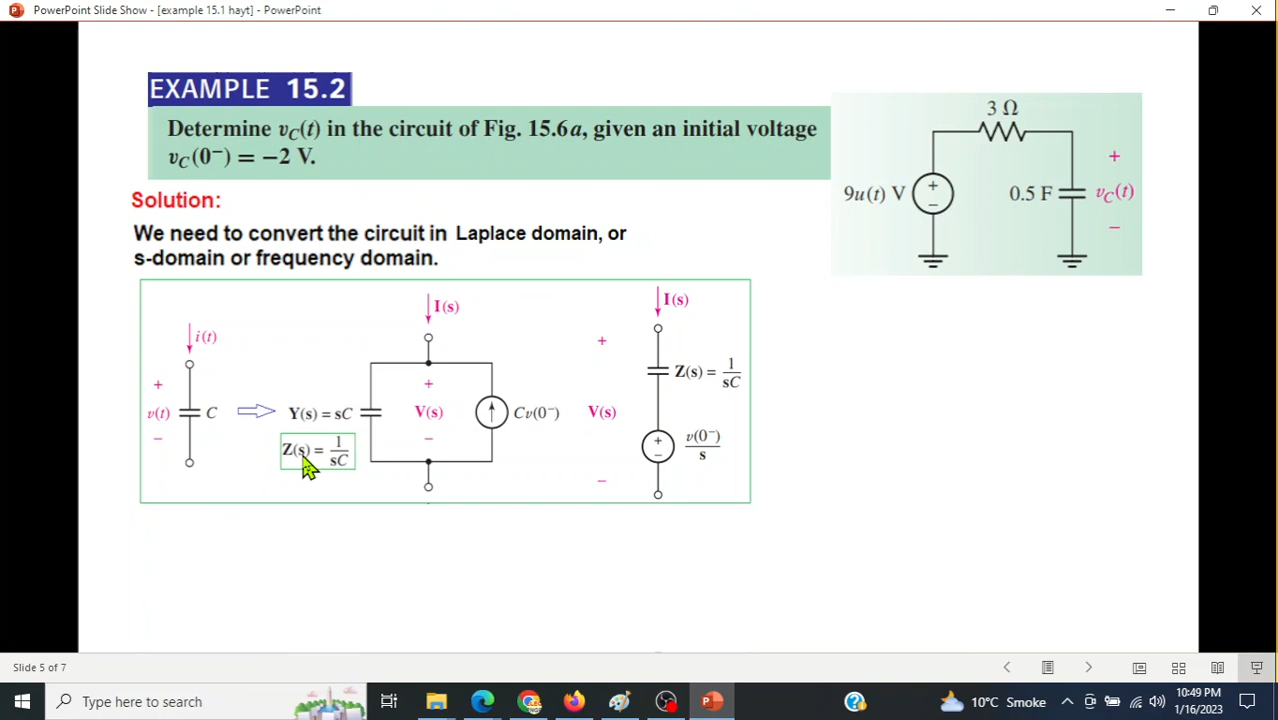 PowerPoint Slide Show - [example 15.1 hayt] - PowerPoint
EXAMPLE 15.2
Determine v_C(t) in the circuit of Fig. 15.6a, given an initial voltage
v_C(0⁻) = −2 V.
3 Ω
9u(t) V
+
−
0.5 F
+
v_C(t)
−
Solution:
We need to convert the circuit in Laplace domain, or
s-domain or frequency domain.
i(t)
+
v(t)
−
C
I(s)
Y(s) = sC
Z(s) = 1/sC
+
V(s)
−
Cv(0⁻)
I(s)
+
V(s)
−
Z(s) = 1/sC
+
−
v(0⁻)/s
Slide 5 of 7
Type here to search
10°C Smoke
10:49 PM
1/16/2023